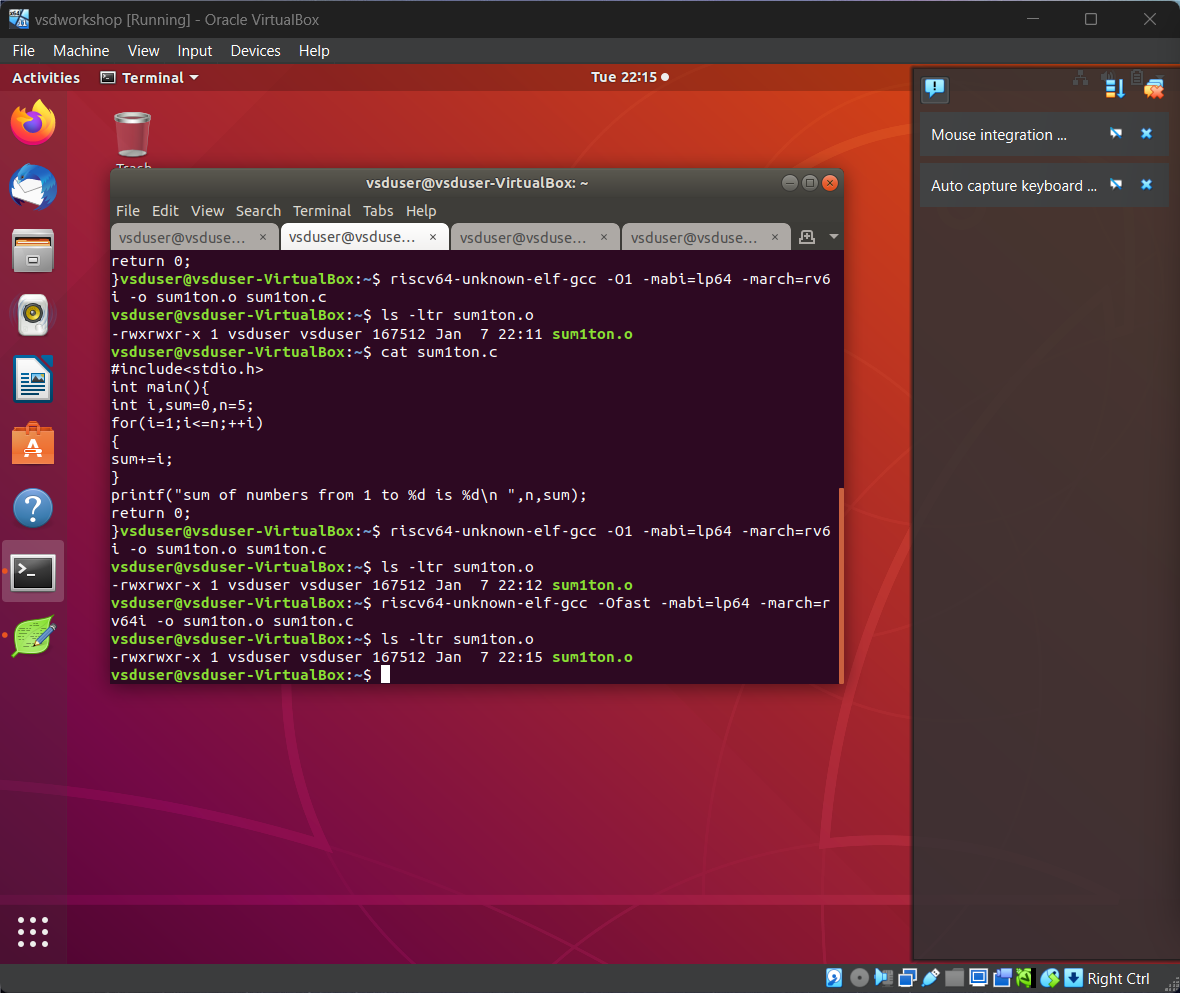 vsdworkshop [Running] - Oracle VirtualBox
File Machine View Input Devices Help
Activities Terminal Tue 22:15
Mouse integration ...
Auto capture keyboard ...
vsduser@vsduser-VirtualBox: ~
File Edit View Search Terminal Tabs Help
vsduser@vsduse... × vsduser@vsduse... × vsduser@vsduse... × vsduser@vsduse... ×
return 0;
}vsduser@vsduser-VirtualBox:~$ riscv64-unknown-elf-gcc -O1 -mabi=lp64 -march=rv6
i -o sum1ton.o sum1ton.c
vsduser@vsduser-VirtualBox:~$ ls -ltr sum1ton.o
-rwxrwxr-x 1 vsduser vsduser 167512 Jan  7 22:11 sum1ton.o
vsduser@vsduser-VirtualBox:~$ cat sum1ton.c
#include<stdio.h>
int main(){
int i,sum=0,n=5;
for(i=1;i<=n;++i)
{
sum+=i;
}
printf("sum of numbers from 1 to %d is %d\n ",n,sum);
return 0;
}vsduser@vsduser-VirtualBox:~$ riscv64-unknown-elf-gcc -O1 -mabi=lp64 -march=rv6
i -o sum1ton.o sum1ton.c
vsduser@vsduser-VirtualBox:~$ ls -ltr sum1ton.o
-rwxrwxr-x 1 vsduser vsduser 167512 Jan  7 22:12 sum1ton.o
vsduser@vsduser-VirtualBox:~$ riscv64-unknown-elf-gcc -Ofast -mabi=lp64 -march=r
v64i -o sum1ton.o sum1ton.c
vsduser@vsduser-VirtualBox:~$ ls -ltr sum1ton.o
-rwxrwxr-x 1 vsduser vsduser 167512 Jan  7 22:15 sum1ton.o
vsduser@vsduser-VirtualBox:~$
Right Ctrl